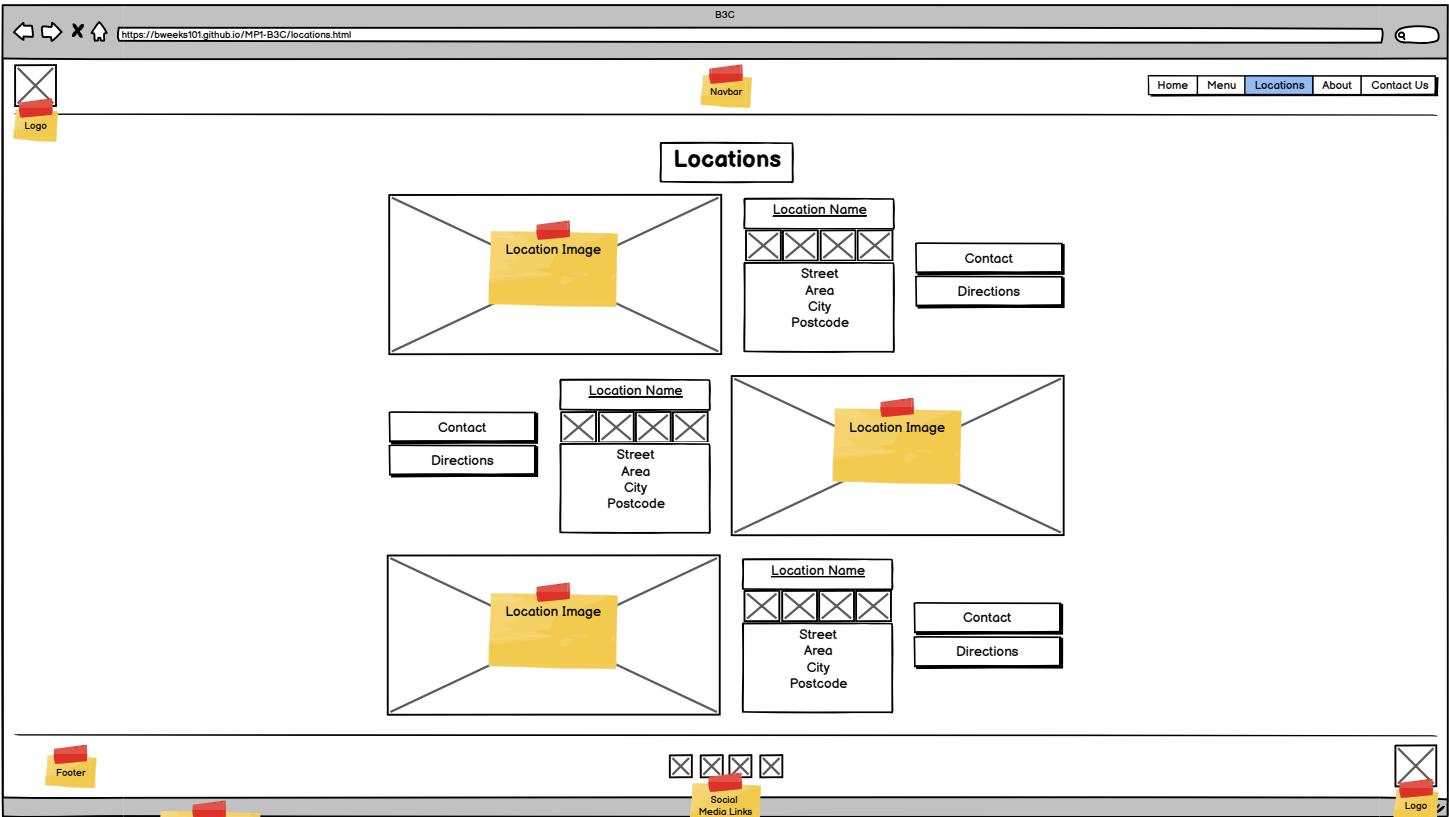 B3C
https://bweeks101.github.io/MP1-B3C/locations.html
Navbar
Home Menu Locations About Contact Us
Logo
Locations
Location Image
Location Name
Street
Area
City
Postcode
Contact
Directions
Contact
Directions
Location Name
Street
Area
City
Postcode
Location Image
Location Image
Location Name
Street
Area
City
Postcode
Contact
Directions
Footer
Social
Media Links
Logo